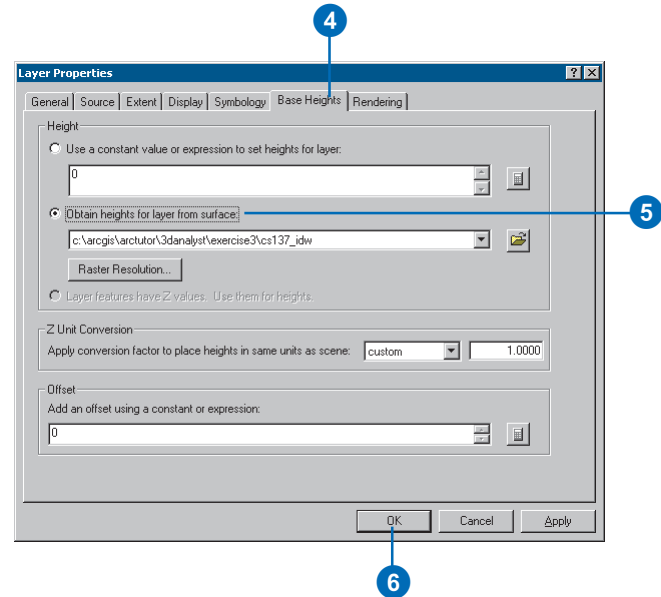 4
Layer Properties
? X
General Source Extent Display Symbology Base Heights Rendering
Height
Use a constant value or expression to set heights for layer:
0
Obtain heights for layer from surface:
5
c:\arcgis\arctutor\3danalyst\exercise3\cs137_idw
Raster Resolution...
Layer features have Z values. Use them for heights.
Z Unit Conversion
Apply conversion factor to place heights in same units as scene: custom 1.0000
Offset
Add an offset using a constant or expression:
0
OK Cancel Apply
6